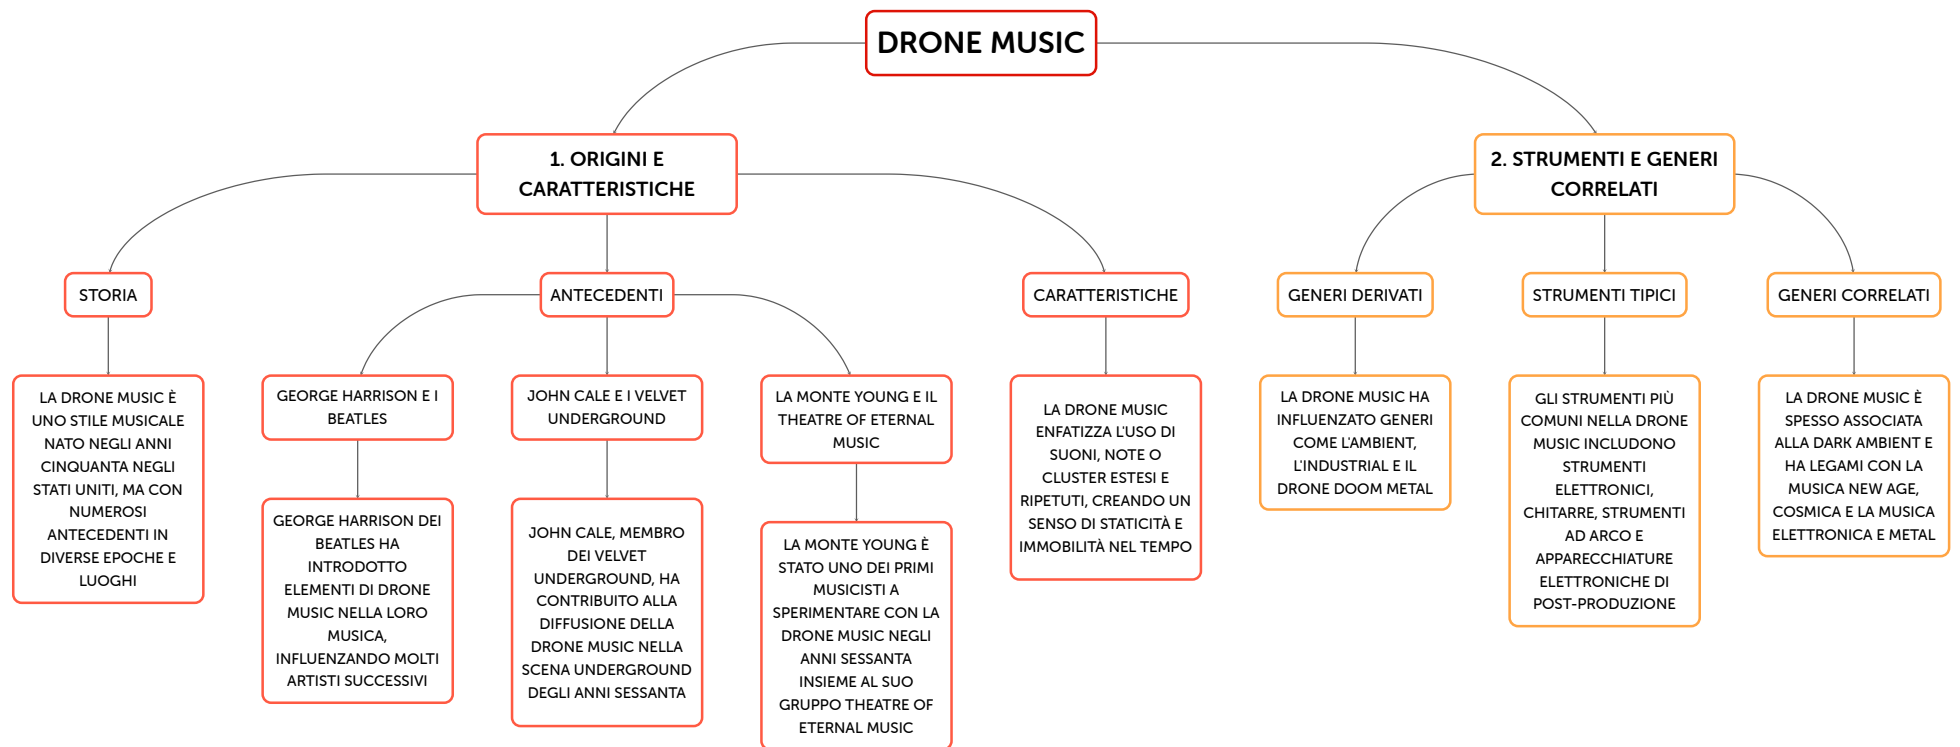 DRONE MUSIC
1. ORIGINI E
CARATTERISTICHE
2. STRUMENTI E GENERI
CORRELATI
STORIA
ANTECEDENTI
CARATTERISTICHE
GENERI DERIVATI
STRUMENTI TIPICI
GENERI CORRELATI
LA DRONE MUSIC È
UNO STILE MUSICALE
NATO NEGLI ANNI
CINQUANTA NEGLI
STATI UNITI, MA CON
NUMEROSI
ANTECEDENTI IN
DIVERSE EPOCHE E
LUOGHI
GEORGE HARRISON E I
BEATLES
GEORGE HARRISON DEI
BEATLES HA
INTRODOTTO
ELEMENTI DI DRONE
MUSIC NELLA LORO
MUSICA,
INFLUENZANDO MOLTI
ARTISTI SUCCESSIVI
JOHN CALE E I VELVET
UNDERGROUND
JOHN CALE, MEMBRO
DEI VELVET
UNDERGROUND, HA
CONTRIBUITO ALLA
DIFFUSIONE DELLA
DRONE MUSIC NELLA
SCENA UNDERGROUND
DEGLI ANNI SESSANTA
LA MONTE YOUNG E IL
THEATRE OF ETERNAL
MUSIC
LA MONTE YOUNG È
STATO UNO DEI PRIMI
MUSICISTI A
SPERIMENTARE CON LA
DRONE MUSIC NEGLI
ANNI SESSANTA
INSIEME AL SUO
GRUPPO THEATRE OF
ETERNAL MUSIC
LA DRONE MUSIC
ENFATIZZA L'USO DI
SUONI, NOTE O
CLUSTER ESTESI E
RIPETUTI, CREANDO UN
SENSO DI STATICITÀ E
IMMOBILITÀ NEL TEMPO
LA DRONE MUSIC HA
INFLUENZATO GENERI
COME L'AMBIENT,
L'INDUSTRIAL E IL
DRONE DOOM METAL
GLI STRUMENTI PIÙ
COMUNI NELLA DRONE
MUSIC INCLUDONO
STRUMENTI
ELETTRONICI,
CHITARRE, STRUMENTI
AD ARCO E
APPARECCHIATURE
ELETTRONICHE DI
POST-PRODUZIONE
LA DRONE MUSIC È
SPESSO ASSOCIATA
ALLA DARK AMBIENT E
HA LEGAMI CON LA
MUSICA NEW AGE,
COSMICA E LA MUSICA
ELETTRONICA E METAL